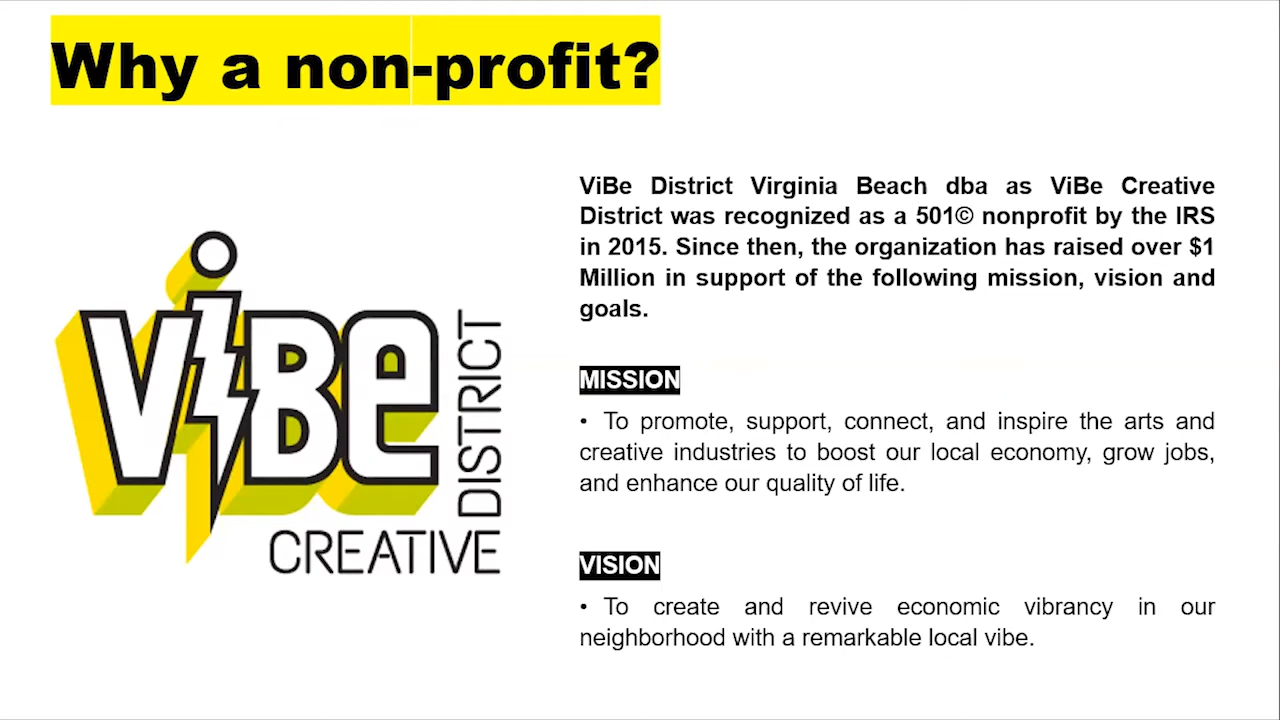 Why a non-profit?
ViBe District Virginia Beach dba as ViBe Creative
District was recognized as a 501© nonprofit by the IRS
in 2015. Since then, the organization has raised over $1
Million in support of the following mission, vision and
goals.
ViBe
DISTRICT
CREATIVE
MISSION
• To promote, support, connect, and inspire the arts and
creative industries to boost our local economy, grow jobs,
and enhance our quality of life.
VISION
• To create and revive economic vibrancy in our
neighborhood with a remarkable local vibe.